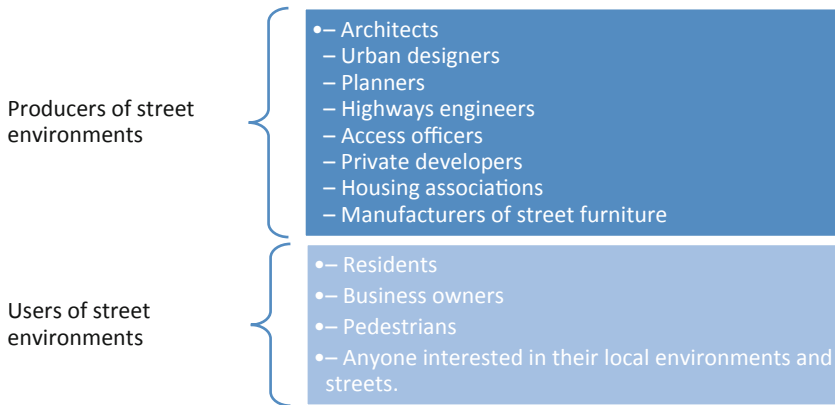 Producers of street
environments
•– Architects
– Urban designers
– Planners
– Highways engineers
– Access officers
– Private developers
– Housing associations
– Manufacturers of street furniture
Users of street
environments
•– Residents
•– Business owners
•– Pedestrians
•– Anyone interested in their local environments and
streets.